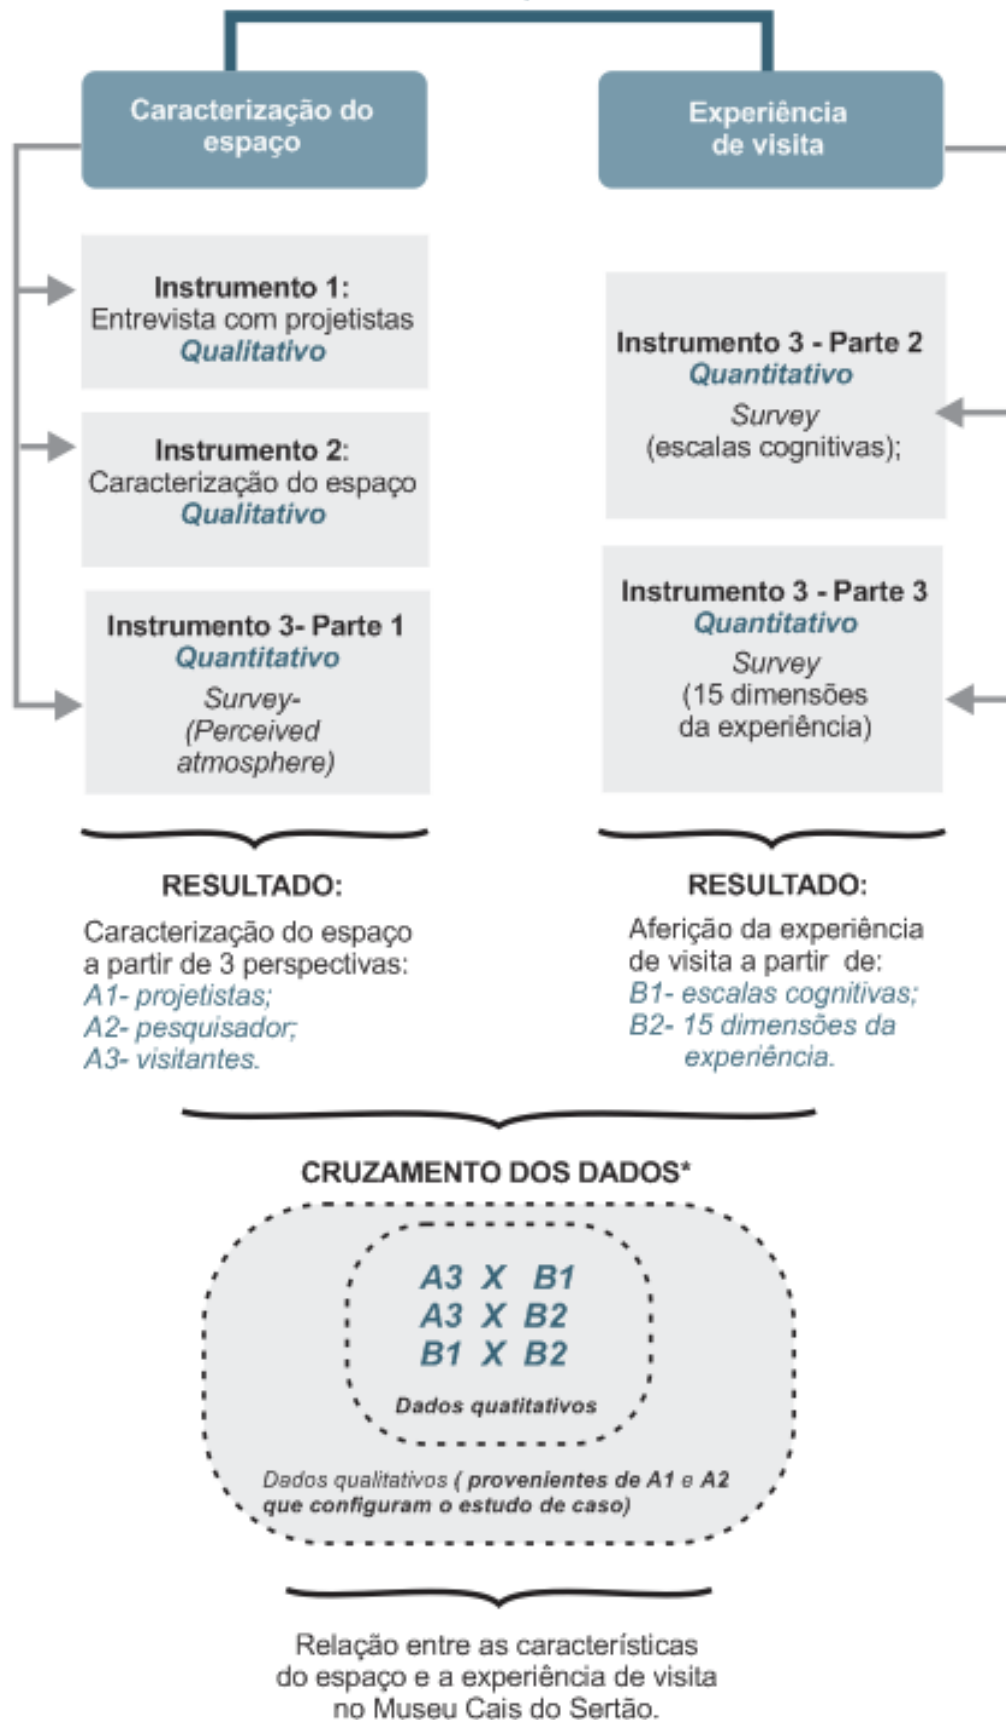 Caracterização do
espaço
Experiência
de visita
Instrumento 1:
Entrevista com projetistas
Qualitativo
Instrumento 2:
Caracterização do espaço
Qualitativo
Instrumento 3- Parte 1
Quantitativo
Survey-
(Perceived
atmosphere)
Instrumento 3 - Parte 2
Quantitativo
Survey
(escalas cognitivas);
Instrumento 3 - Parte 3
Quantitativo
Survey
(15 dimensões
da experiência)
RESULTADO:
Caracterização do espaço
a partir de 3 perspectivas:
A1- projetistas;
A2- pesquisador;
A3- visitantes.
RESULTADO:
Aferição da experiência
de visita a partir de:
B1- escalas cognitivas;
B2- 15 dimensões da
experiência.
CRUZAMENTO DOS DADOS*
A3 X B1
A3 X B2
B1 X B2
Dados quatitativos
Dados qualitativos ( provenientes de A1 e A2
que configuram o estudo de caso)
Relação entre as características
do espaço e a experiência de visita
no Museu Cais do Sertão.